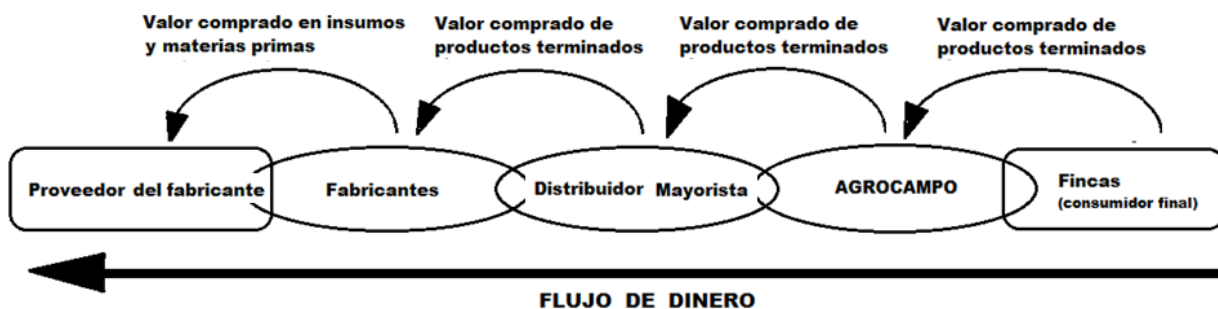 Valor comprado en insumos
y materias primas
Valor comprado de
productos terminados
Valor comprado de
productos terminados
Valor comprado de
productos terminados
Proveedor del fabricante
Fabricantes
Distribuidor Mayorista
AGROCAMPO
Fincas
(consumidor final)
FLUJO DE DINERO